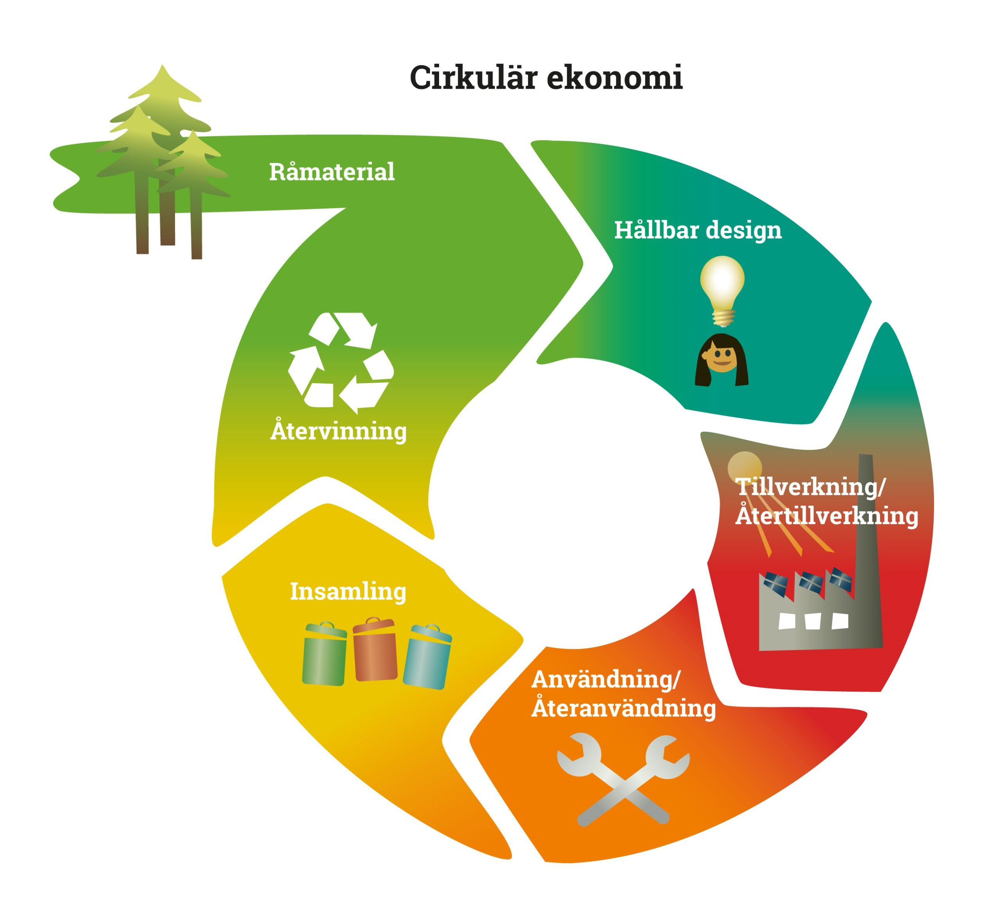 Cirkulär ekonomi
Råmaterial
Hållbar design
Tillverkning/
Återtillverkning
Användning/
Återanvändning
Insamling
Återvinning